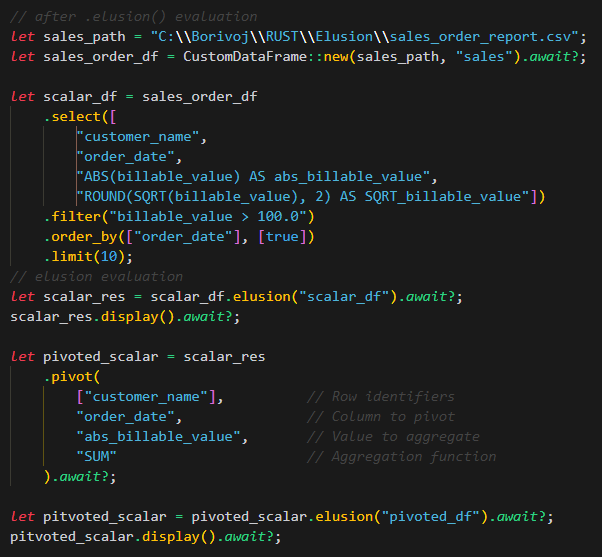 // after .elusion() evaluation
let sales_path = "C:\\Borivoj\\RUST\\Elusion\\sales_order_report.csv";
let sales_order_df = CustomDataFrame::new(sales_path, "sales").await?;

let scalar_df = sales_order_df
    .select([
        "customer_name",
        "order_date",
        "ABS(billable_value) AS abs_billable_value",
        "ROUND(SQRT(billable_value), 2) AS SQRT_billable_value"])
    .filter("billable_value > 100.0")
    .order_by(["order_date"], [true])
    .limit(10);
// elusion evaluation
let scalar_res = scalar_df.elusion("scalar_df").await?;
scalar_res.display().await?;

let pivoted_scalar = scalar_res
    .pivot(
        ["customer_name"],          // Row identifiers
        "order_date",               // Column to pivot
        "abs_billable_value",       // Value to aggregate
        "SUM"                       // Aggregation function
    ).await?;

let pitvoted_scalar = pivoted_scalar.elusion("pivoted_df").await?;
pitvoted_scalar.display().await?;